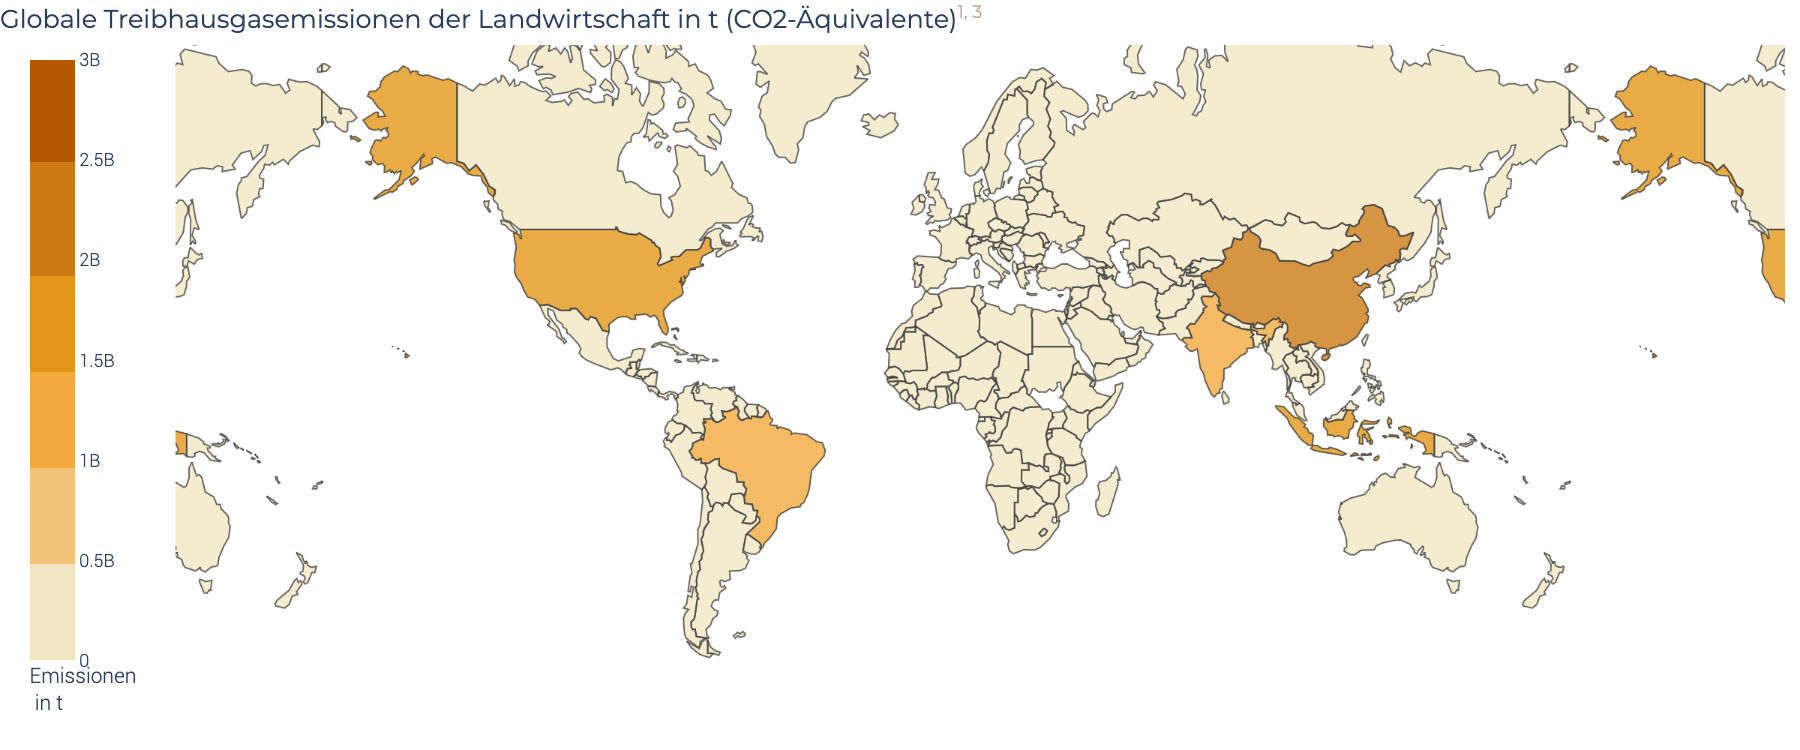 Globale Treibhausgasemissionen der Landwirtschaft in t (CO2-Äquivalente)1, 3
3B
2.5B
2B
1.5B
1B
0.5B
0
Emissionen
in t